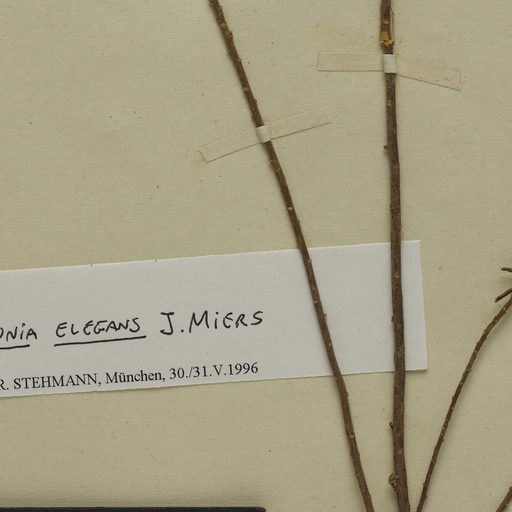 onia elegans J. Miers
R. STEHMANN, München, 30./31.V.1996